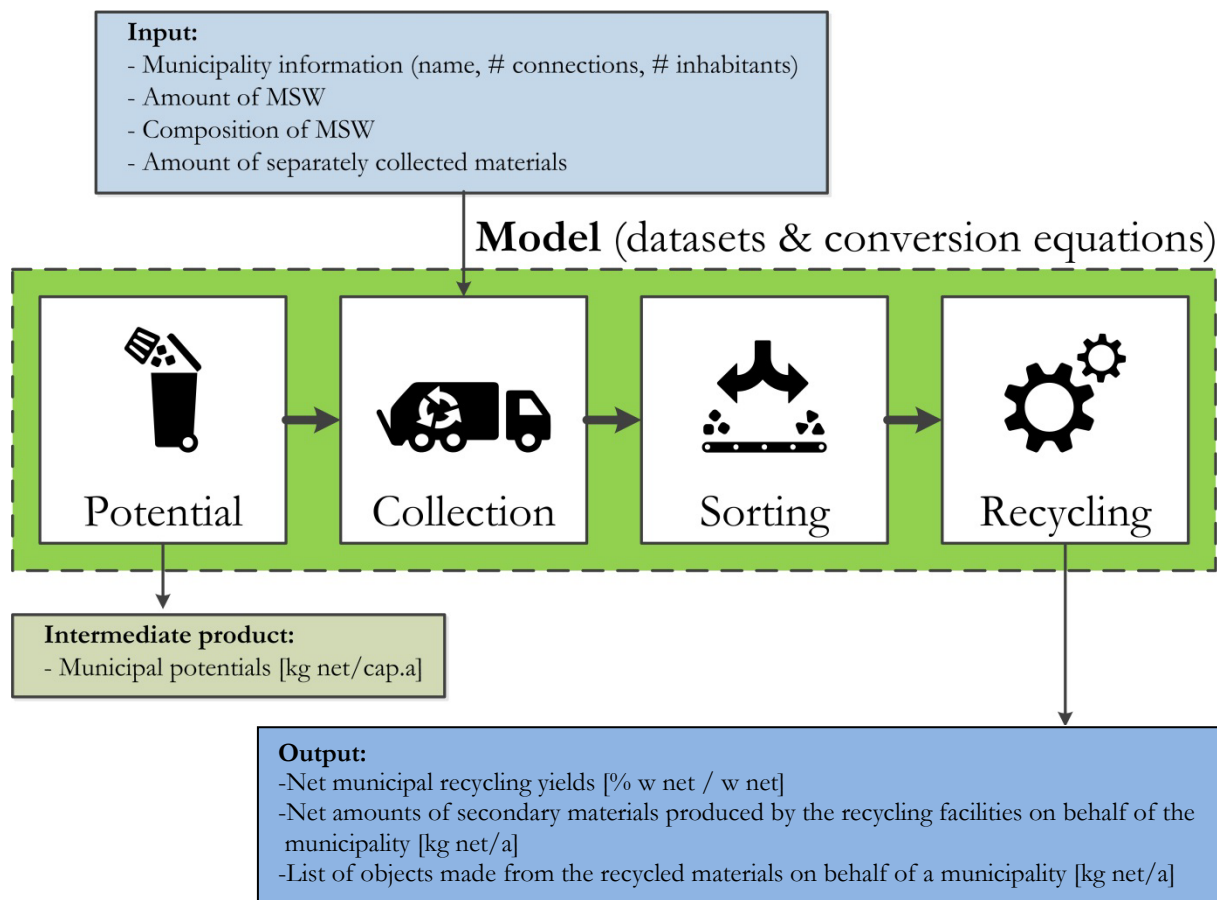 Input:
- Municipality information (name, # connections, # inhabitants)
- Amount of MSW
- Composition of MSW
- Amount of separately collected materials
Model (datasets & conversion equations)
Potential
Collection
Sorting
Recycling
Intermediate product:
- Municipal potentials [kg net/cap.a]
Output:
-Net municipal recycling yields [% w net / w net]
-Net amounts of secondary materials produced by the recycling facilities on behalf of the
municipality [kg net/a]
-List of objects made from the recycled materials on behalf of a municipality [kg net/a]